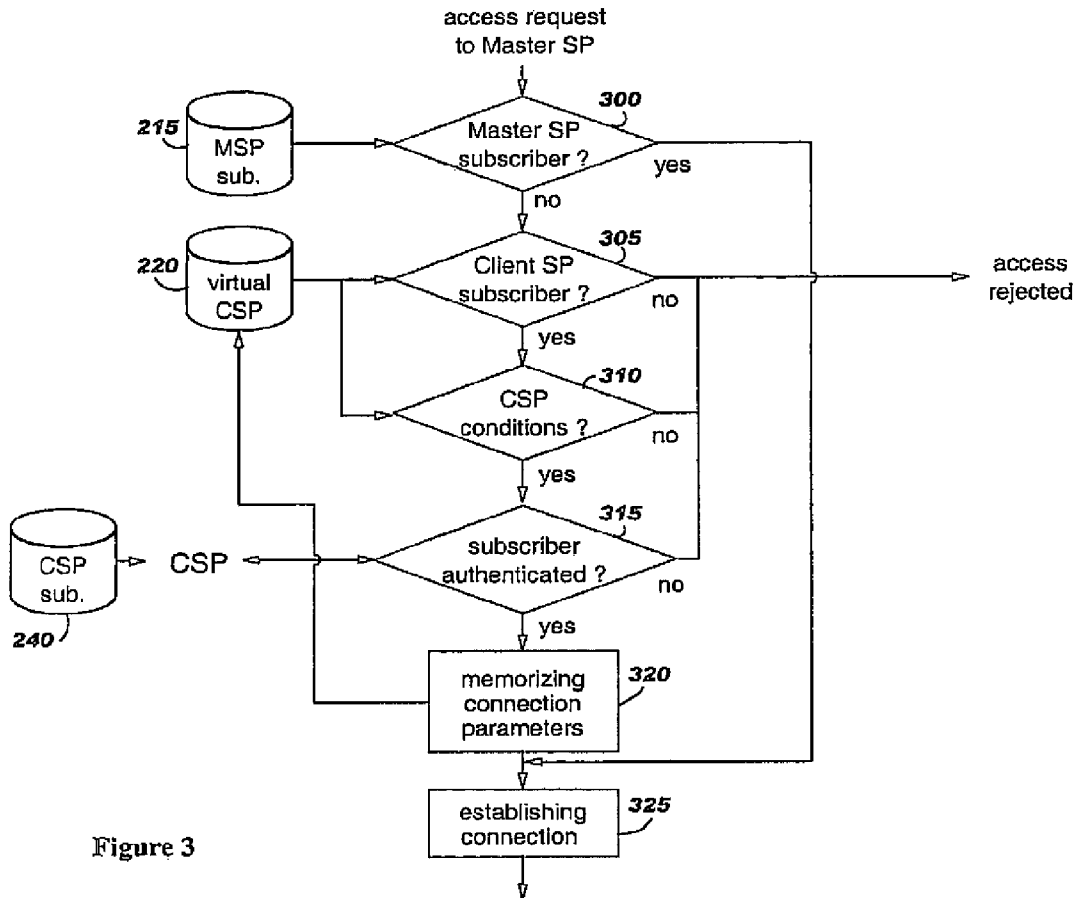 access request
to Master SP
300
215
MSP
sub.
Master SP
subscriber ?
yes
no
305
220
virtual
CSP
Client SP
subscriber ?
no
access
rejected
yes
310
CSP
conditions ?
no
yes
315
CSP
sub.
CSP
subscriber
authenticated ?
no
240
yes
memorizing
connection
parameters
320
establishing
connection
325
Figure 3